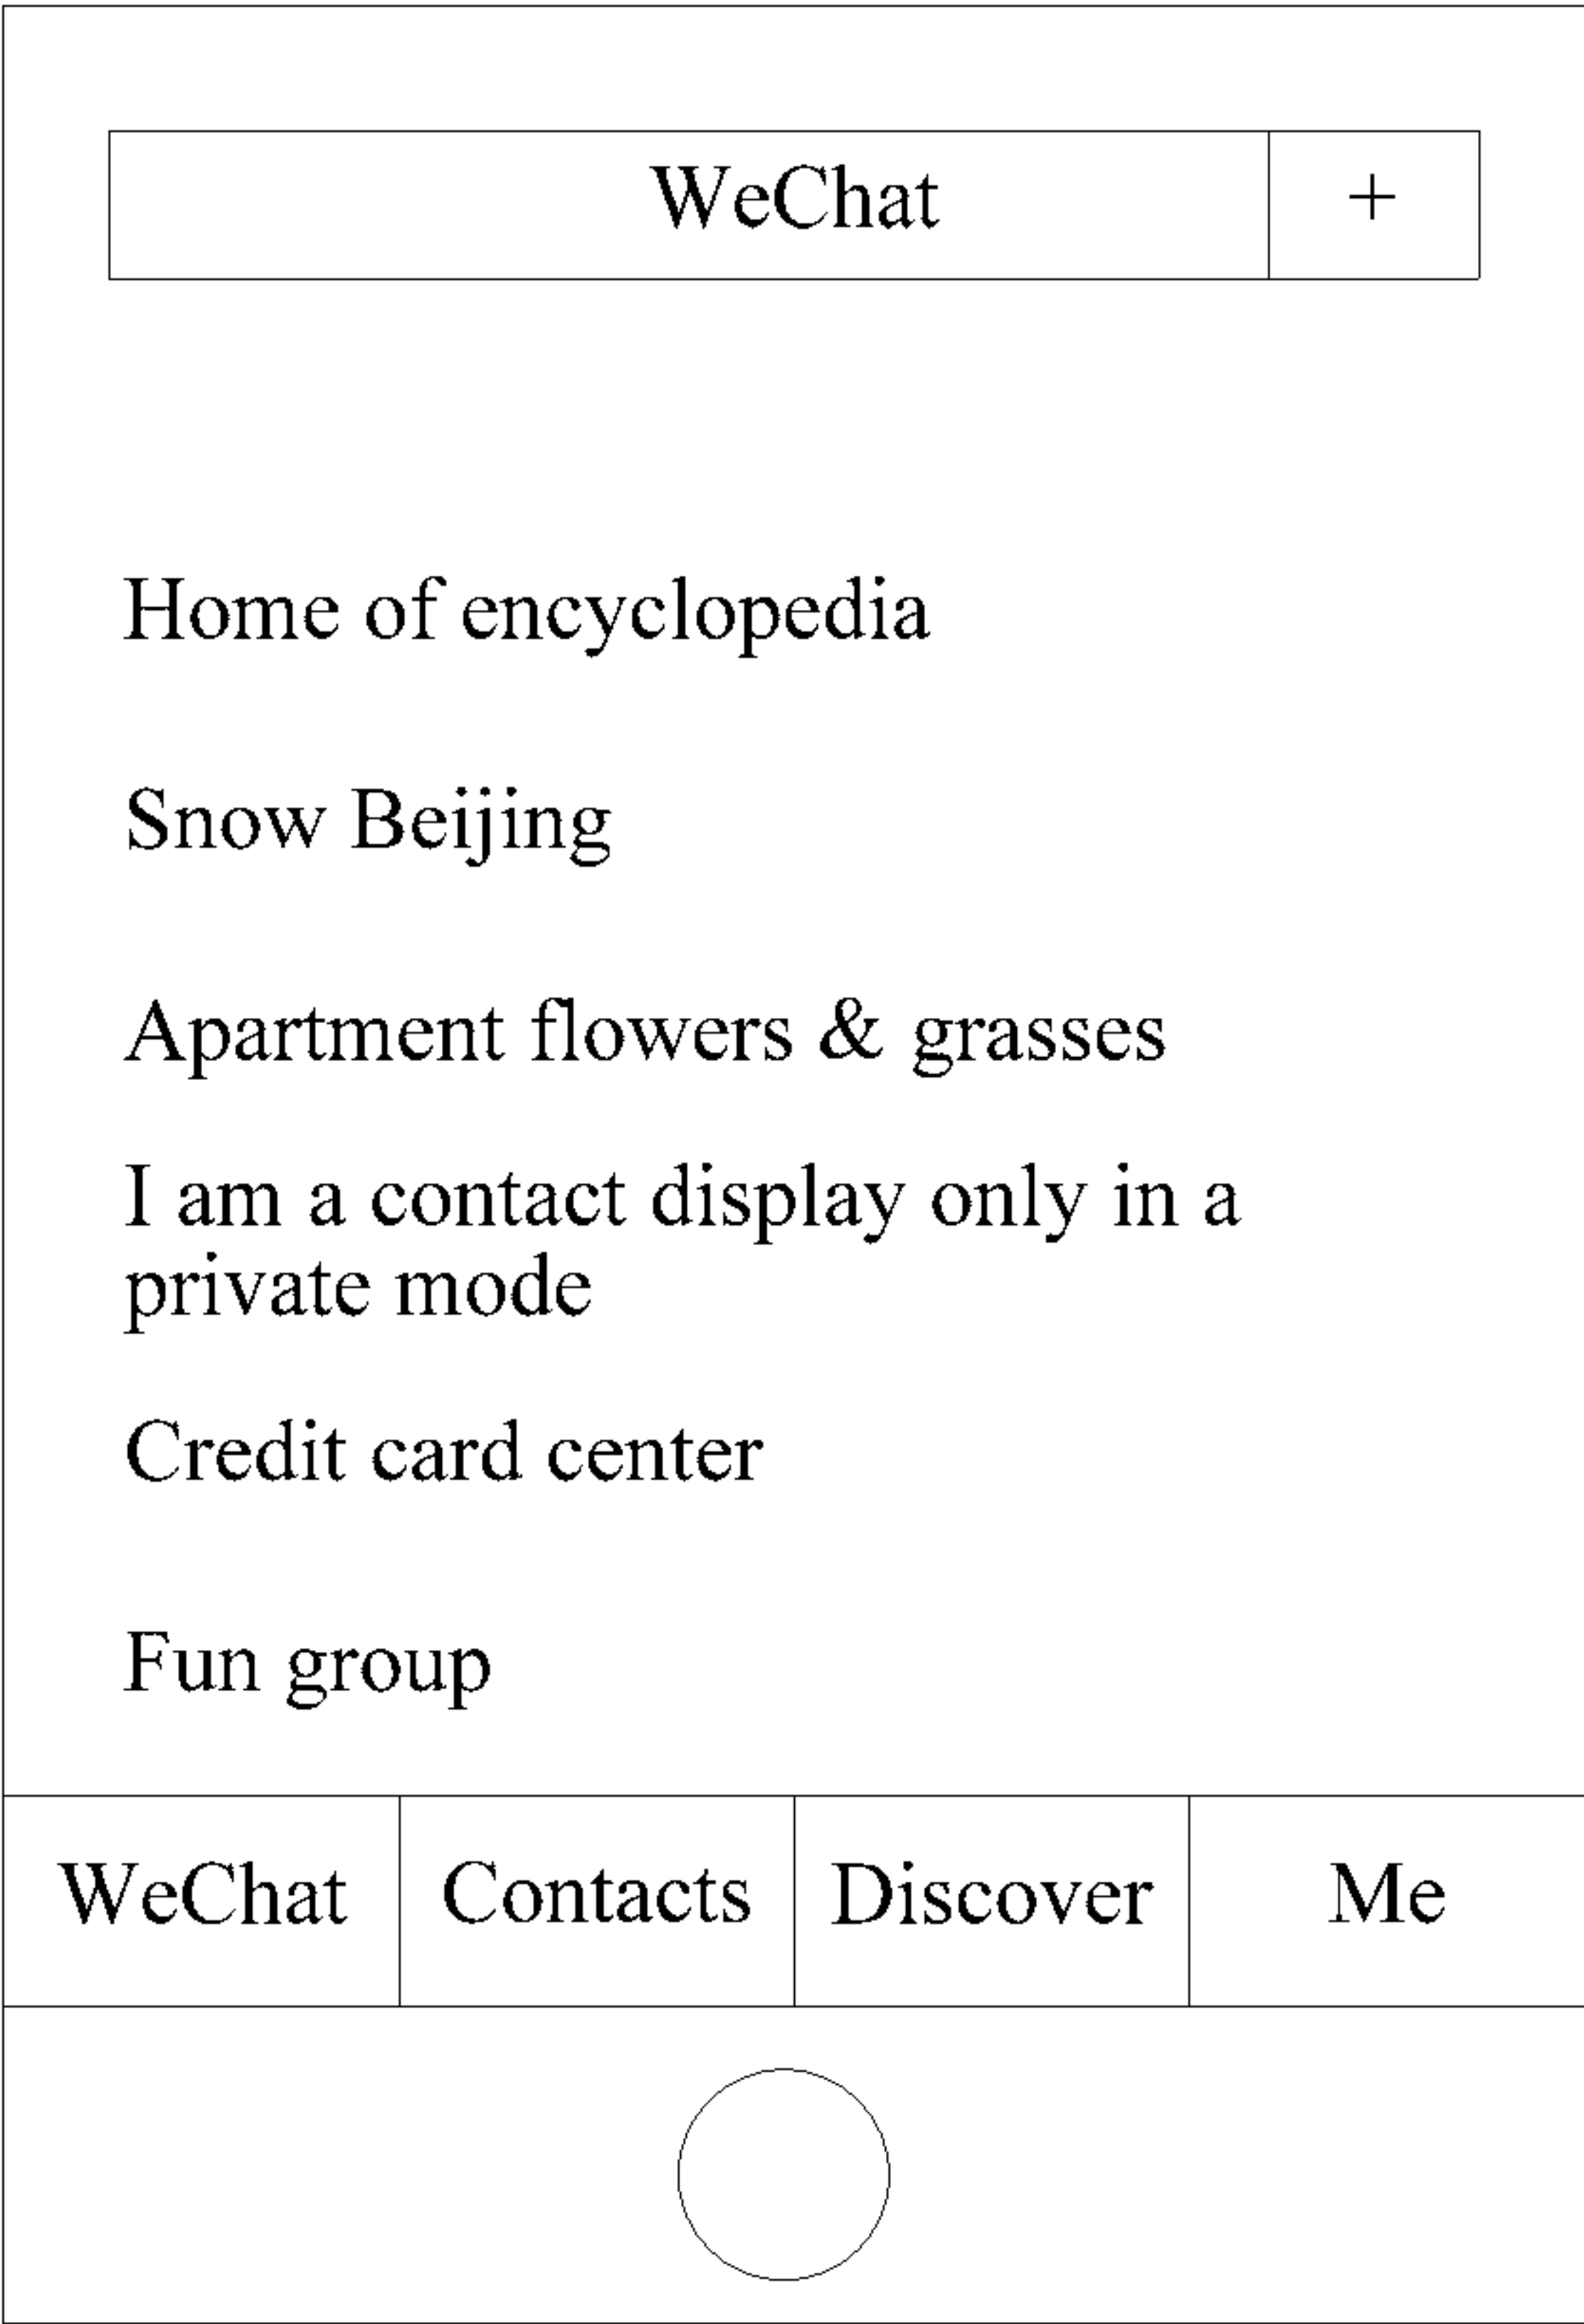 WeChat +
Home of encyclopedia
Snow Beijing
Apartment flowers & grasses
I am a contact display only in a
private mode
Credit card center
Fun group
WeChat Contacts Discover Me